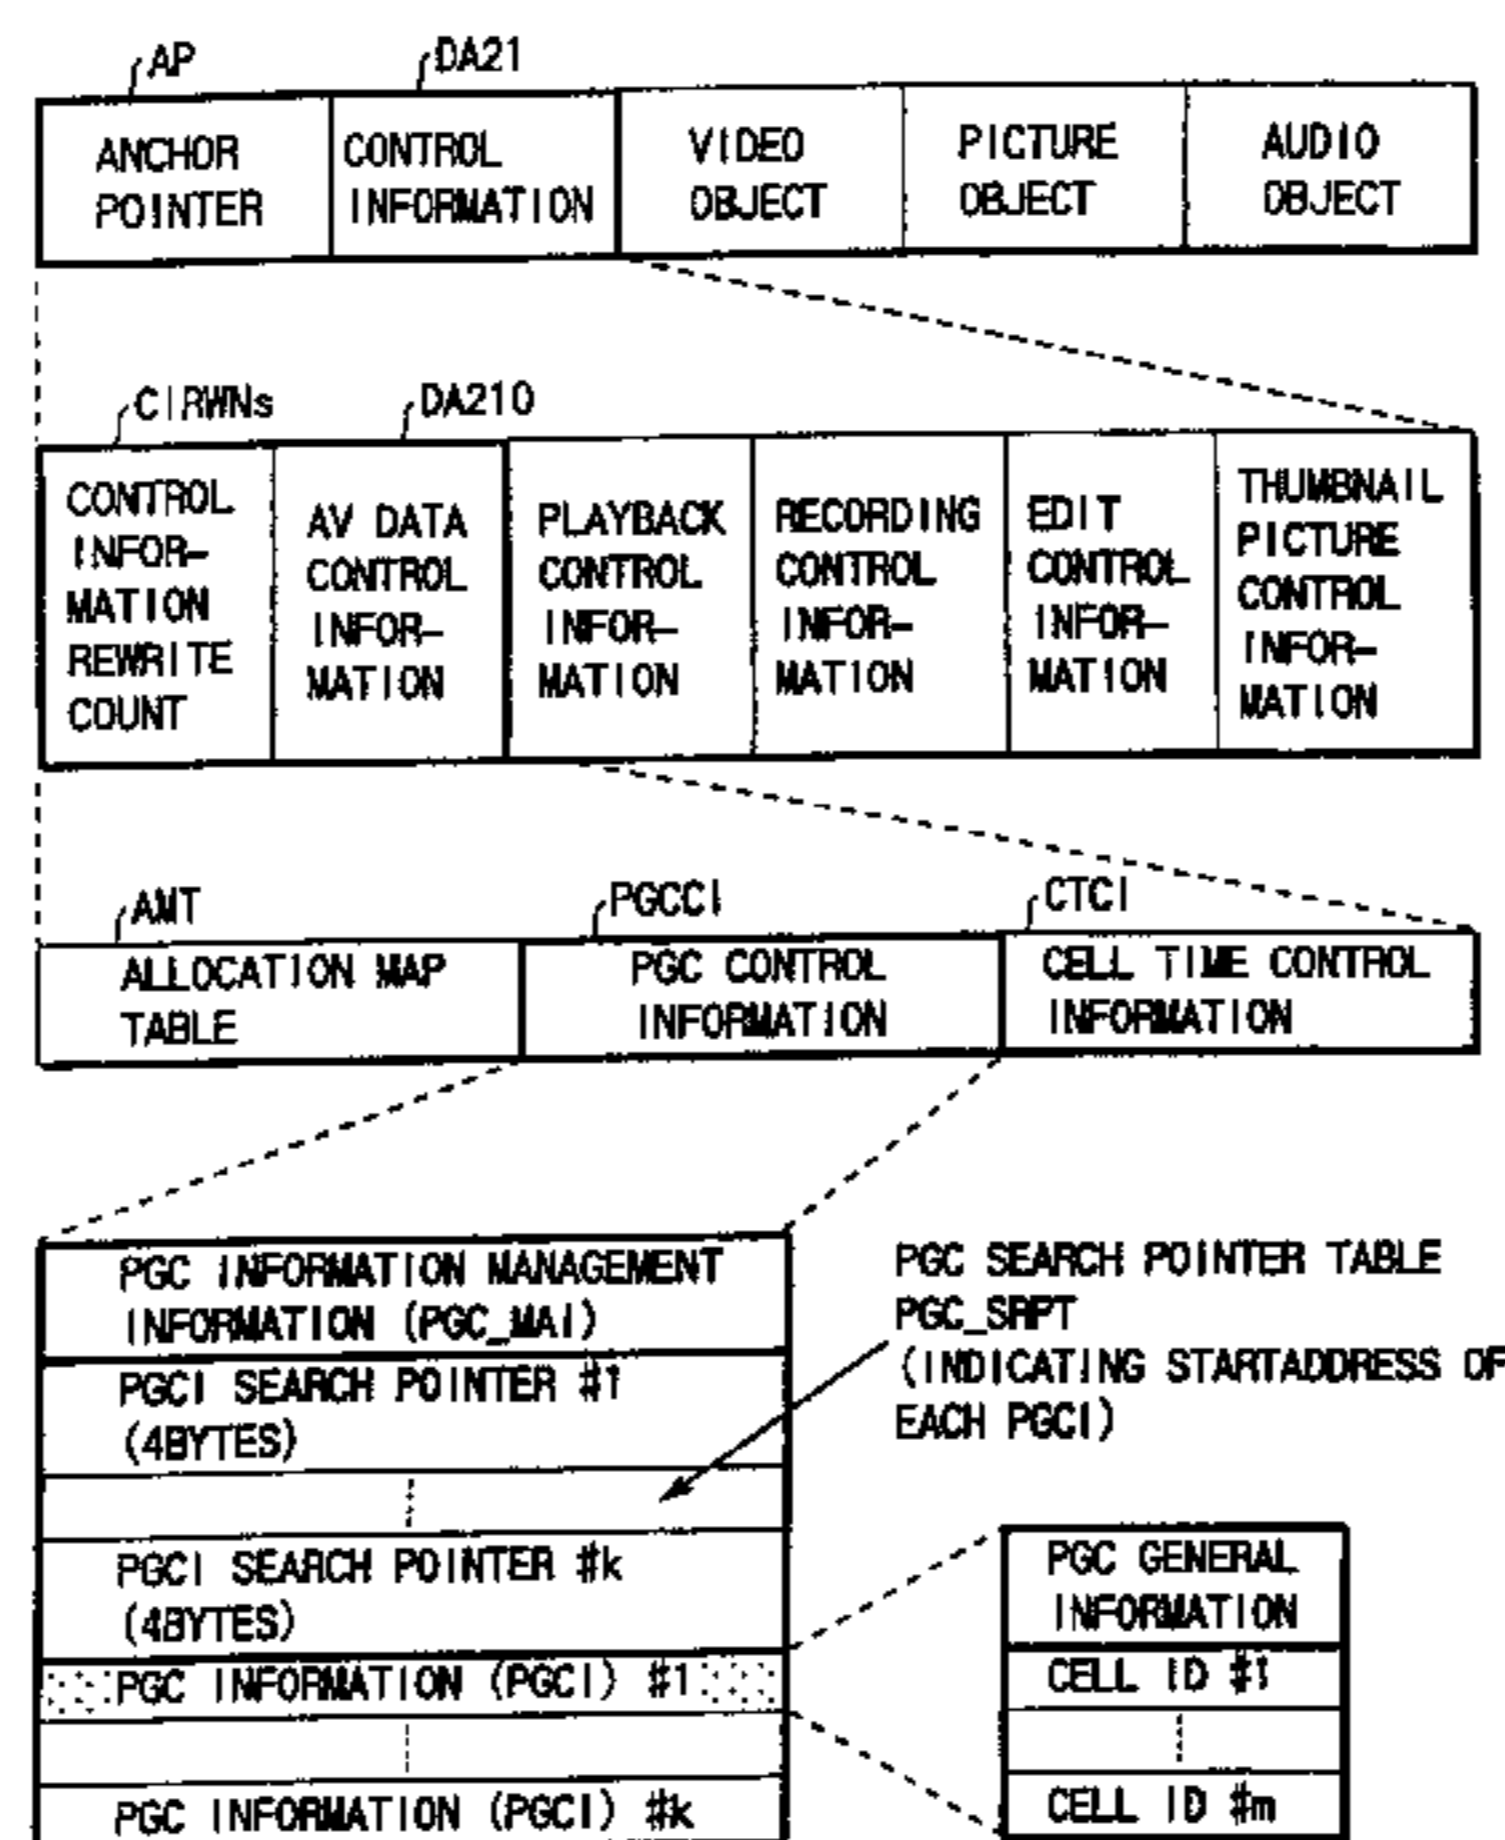 AP
DA21
ANCHOR
POINTER
CONTROL
INFORMATION
VIDEO
OBJECT
PICTURE
OBJECT
AUDIO
OBJECT
CIRWNs
DA210
CONTROL
INFOR-
MATION
REWRITE
COUNT
AV DATA
CONTROL
INFOR-
MATION
PLAYBACK
CONTROL
INFOR-
MATION
RECORDING
CONTROL
INFOR-
MATION
EDIT
CONTROL
INFOR-
MATION
THUMBNAIL
PICTURE
CONTROL
INFOR-
MATION
AMT
PGCCI
CTCI
ALLOCATION MAP
TABLE
PGC CONTROL
INFORMATION
CELL TIME CONTROL
INFORMATION
PGC INFORMATION MANAGEMENT
INFORMATION (PGC_MAI)
PGCI SEARCH POINTER #1
(4BYTES)
PGCI SEARCH POINTER #k
(4BYTES)
PGC INFORMATION (PGCI) #1
PGC INFORMATION (PGCI) #k
PGC SEARCH POINTER TABLE
PGC_SRPT
(INDICATING STARTADDRESS OF
EACH PGCI)
PGC GENERAL
INFORMATION
CELL ID #1
CELL ID #m